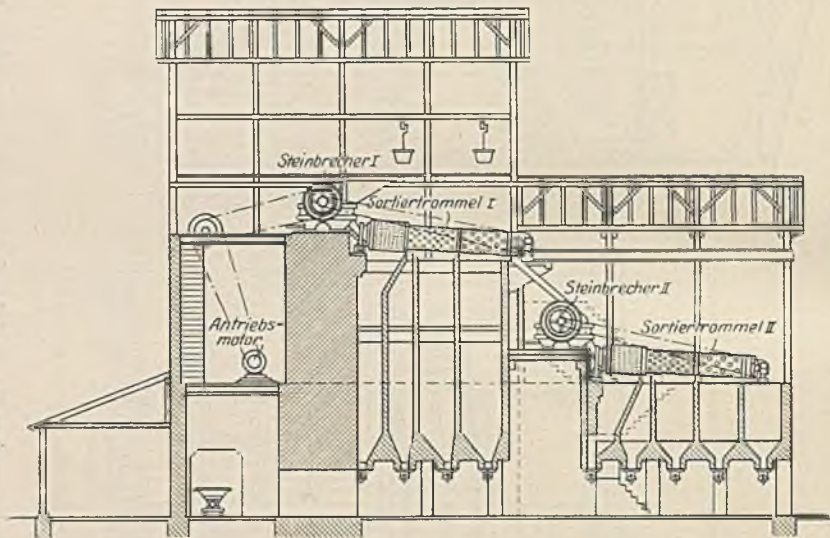 Steinbrecher I
Sortiertrommel I
Steinbrecher II
Antriebs-
motor
Sortiertrommel II